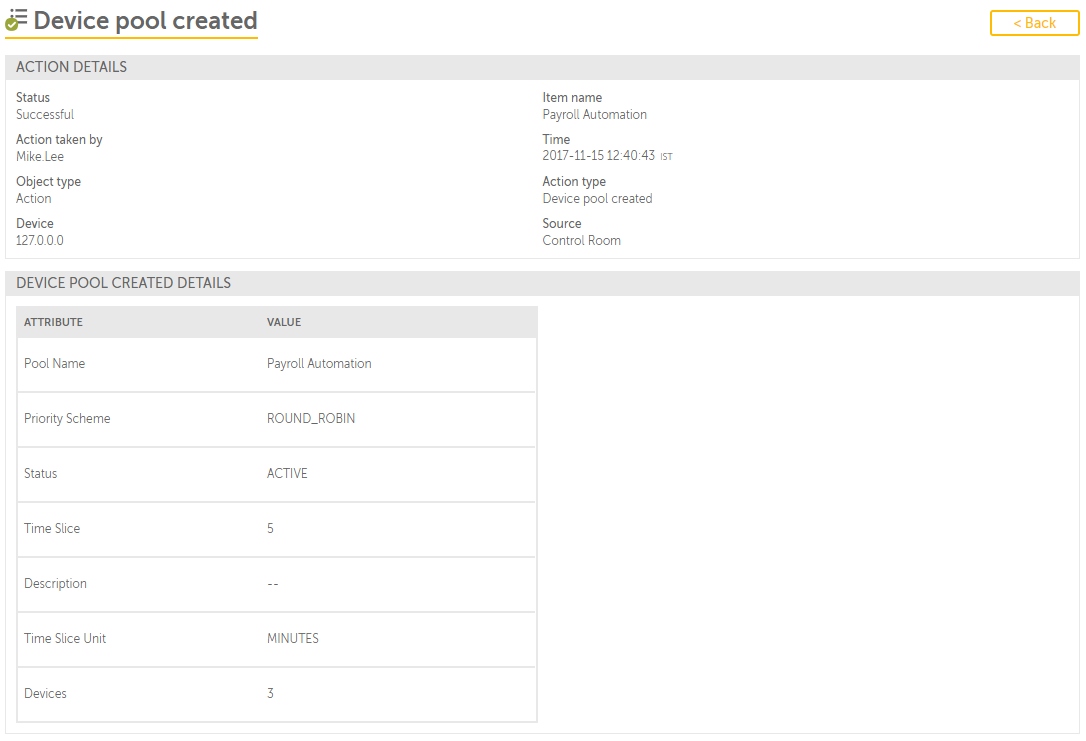 Device pool created
< Back
ACTION DETAILS
Status
Successful
Item name
Payroll Automation
Action taken by
Mike.Lee
Time
2017-11-15 12:40:43 IST
Object type
Action
Action type
Device pool created
Device
127.0.0.0
Source
Control Room
DEVICE POOL CREATED DETAILS
ATTRIBUTE VALUE
Pool Name Payroll Automation
Priority Scheme ROUND_ROBIN
Status ACTIVE
Time Slice 5
Description --
Time Slice Unit MINUTES
Devices 3